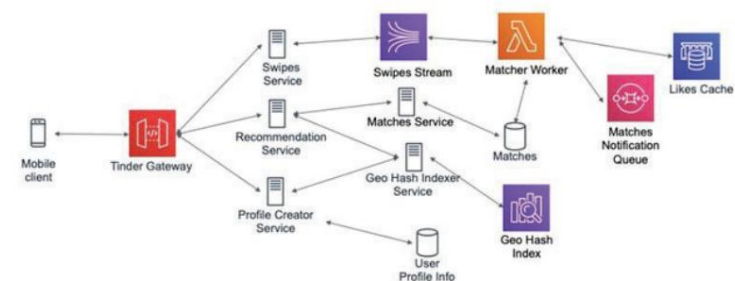 Mobile
client
Tinder Gateway
Swipes
Service
Swipes Stream
Matcher Worker
Likes Cache
Recommendation
Service
Matches Service
Matches
Matches
Notification
Queue
Geo Hash Indexer
Service
Profile Creator
Service
User
Profile Info
Geo Hash
Index